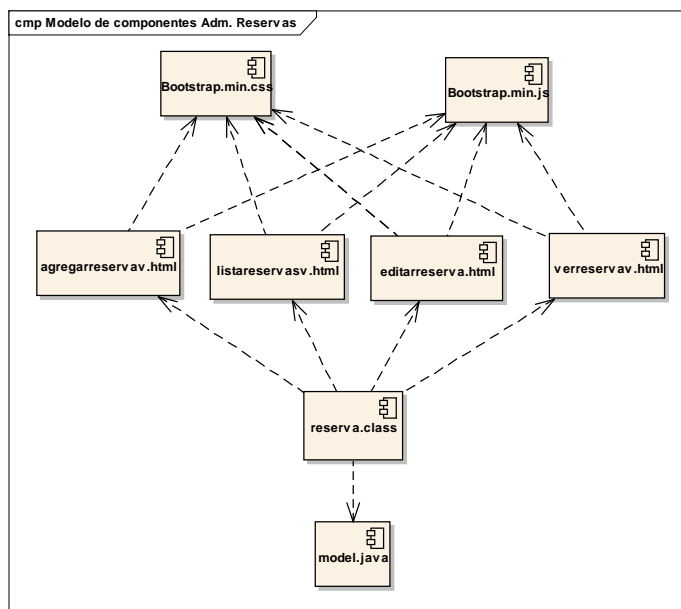 cmp Modelo de componentes Adm. Reservas
Bootstrap.min.css
Bootstrap.min.js
agregarreservav.html
listareservasv.html
editarreserva.html
verreservav.html
reserva.class
model.java